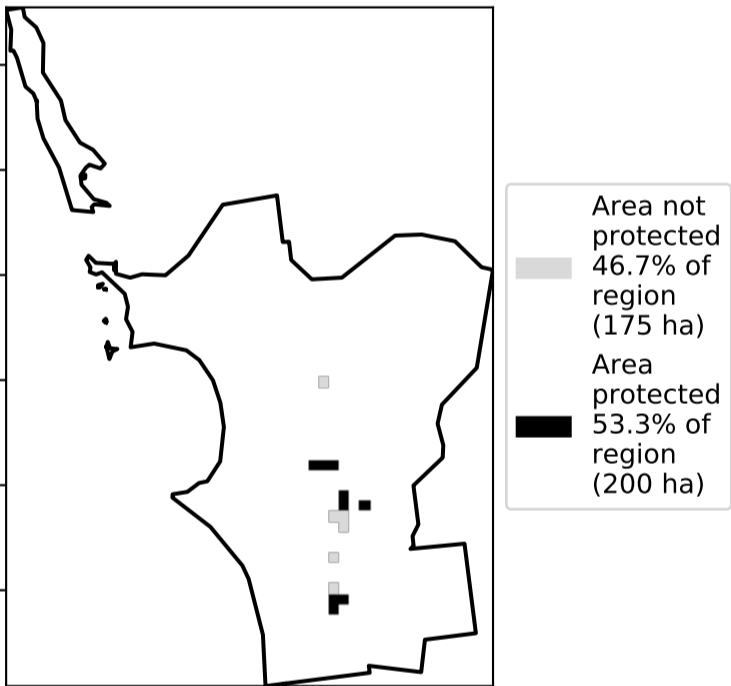 Area not
protected
46.7% of
region
(175 ha)
Area
protected
53.3% of
region
(200 ha)